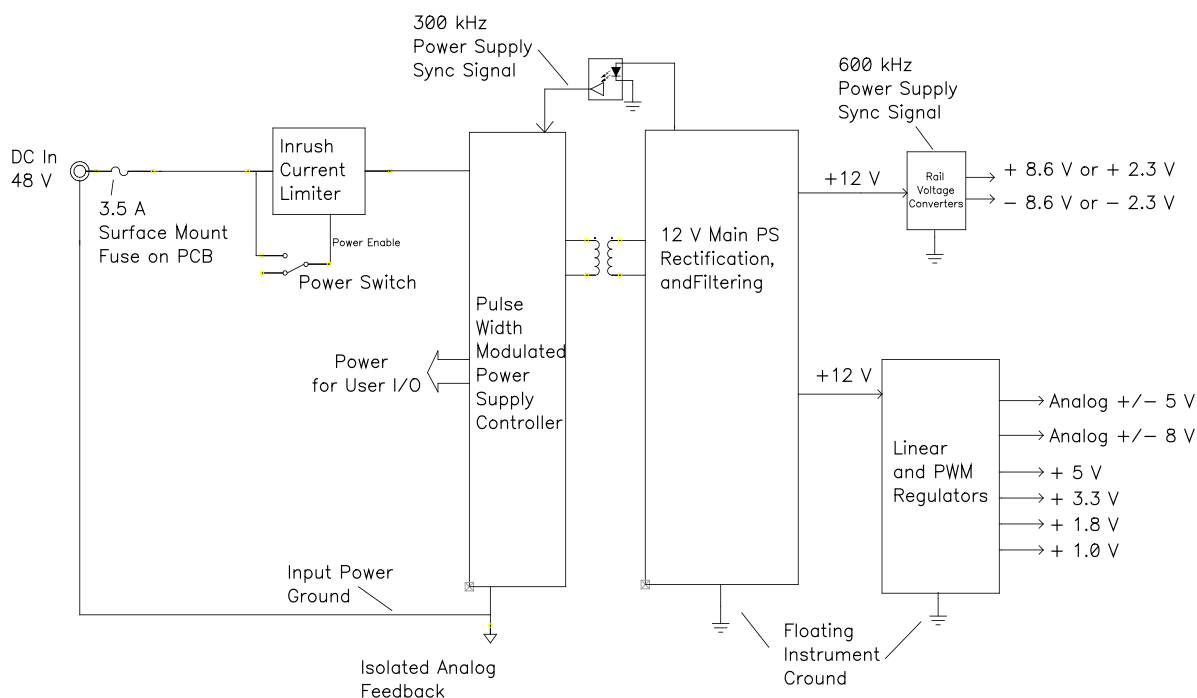 300 kHz
Power Supply
Sync Signal
600 kHz
Power Supply
Sync Signal
DC In
48 V
3.5 A
Surface Mount
Fuse on PCB
Inrush
Current
Limiter
Power Enable
Power Switch
Power
for User I/O
Pulse
Width
Modulated
Power
Supply
Controller
12 V Main PS
Rectification,
andFiltering
+12 V
Rail
Voltage
Converters
+ 8.6 V or + 2.3 V
− 8.6 V or − 2.3 V
+12 V
Linear
and PWM
Regulators
Analog +/− 5 V
Analog +/− 8 V
+ 5 V
+ 3.3 V
+ 1.8 V
+ 1.0 V
Input Power
Ground
Isolated Analog
Feedback
Floating
Instrument
Cround